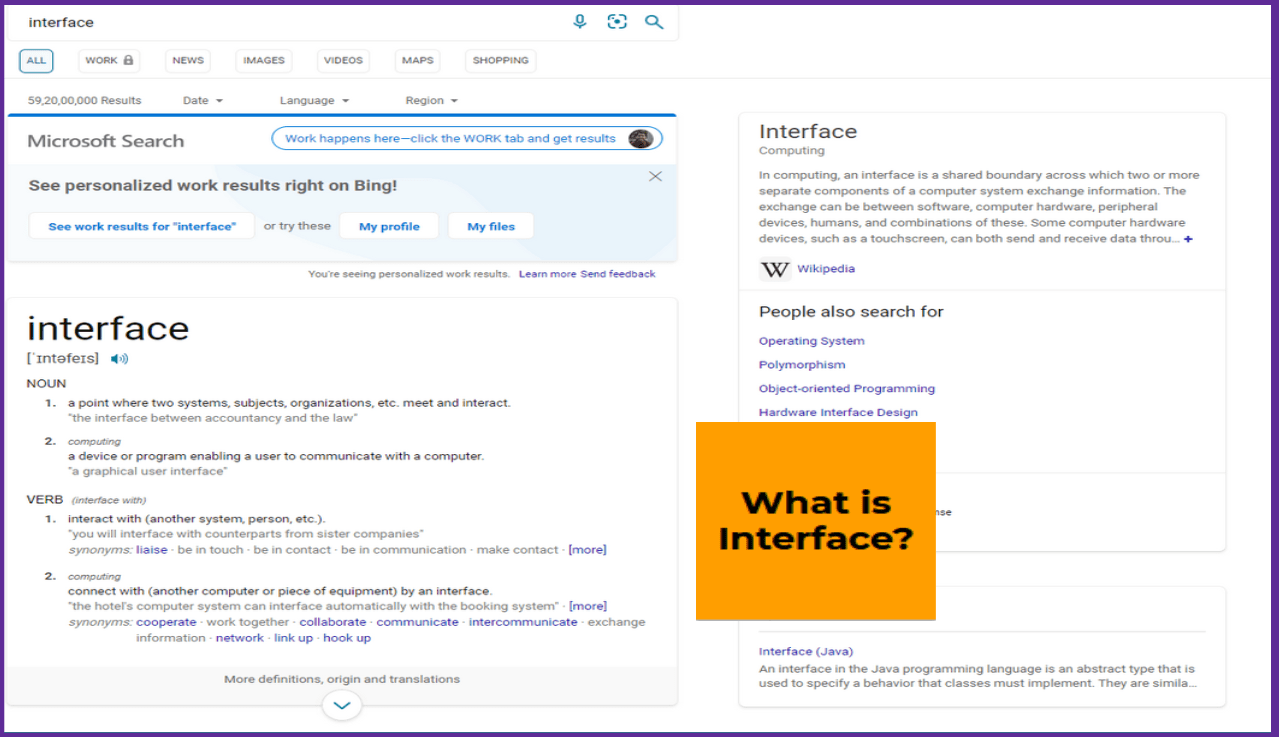 interface
ALL
WORK
NEWS
IMAGES
VIDEOS
MAPS
SHOPPING
59,20,00,000 Results
Date
Language
Region
Microsoft Search
Work happens here—click the WORK tab and get results
See personalized work results right on Bing!
See work results for "interface"
or try these
My profile
My files
You're seeing personalized work results. Learn more Send feedback
interface
[ˈɪntəfeɪs]
NOUN
1. a point where two systems, subjects, organizations, etc. meet and interact.
"the interface between accountancy and the law"
2. computing
a device or program enabling a user to communicate with a computer.
"a graphical user interface"
VERB (interface with)
1. interact with (another system, person, etc.).
"you will interface with counterparts from sister companies"
synonyms: liaise · be in touch · be in contact · be in communication · make contact · [more]
2. computing
connect with (another computer or piece of equipment) by an interface.
"the hotel's computer system can interface automatically with the booking system" · [more]
synonyms: cooperate · work together · collaborate · communicate · intercommunicate · exchange
information · network · link up · hook up
More definitions, origin and translations
Interface
Computing
In computing, an interface is a shared boundary across which two or more
separate components of a computer system exchange information. The
exchange can be between software, computer hardware, peripheral
devices, humans, and combinations of these. Some computer hardware
devices, such as a touchscreen, can both send and receive data throu... +
W Wikipedia
People also search for
Operating System
Polymorphism
Object-oriented Programming
Hardware Interface Design
What is
Interface?
Interface (Java)
An interface in the Java programming language is an abstract type that is
used to specify a behavior that classes must implement. They are simila...